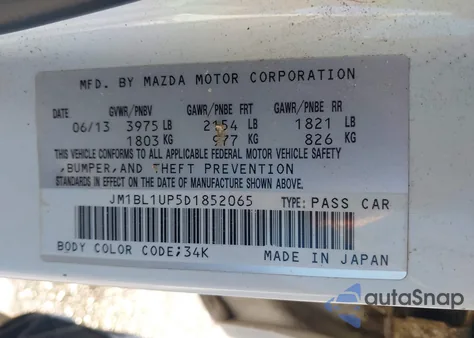 MFD. BY MAZDA MOTOR CORPORATION
DATE GVWR/PNBV GAWR/PNBE FRT GAWR/PNBE RR
06/13 3975 LB 2154 LB 1821 LB
1803 KG 977 KG 826 KG
THIS VEHICLE CONFORMS TO ALL APPLICABLE FEDERAL MOTOR VEHICLE SAFETY
,BUMPER,AND THEFT PREVENTION
STANDARDS IN EFFECT ON THE DATE OF MANUFACTURE SHOWN ABOVE.
JM1BL1UP5D1852065 TYPE: PASS CAR
BODY COLOR CODE;34K MADE IN JAPAN
autaSnap